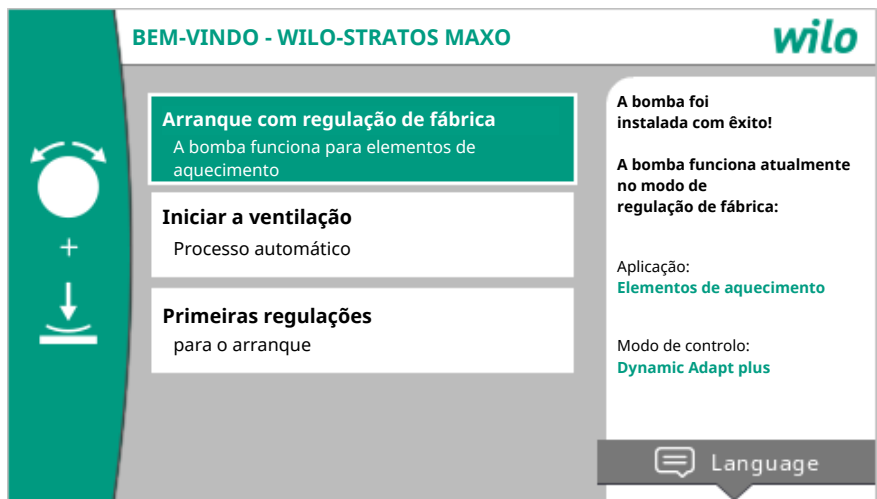 BEM-VINDO - WILO-STRATOS MAXO
wilo
Arranque com regulação de fábrica
A bomba funciona para elementos de
aquecimento
Iniciar a ventilação
Processo automático
Primeiras regulações
para o arranque
+
A bomba foi
instalada com êxito!
A bomba funciona atualmente
no modo de
regulação de fábrica:
Aplicação:
Elementos de aquecimento
Modo de controlo:
Dynamic Adapt plus
Language